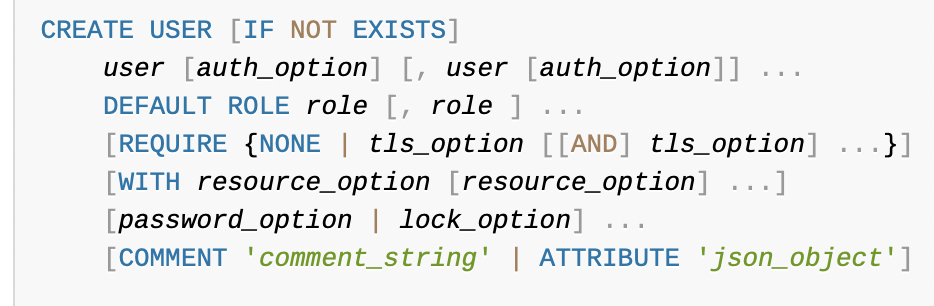 CREATE USER [IF NOT EXISTS]
user [auth_option] [, user [auth_option]] ...
DEFAULT ROLE role [, role ] ...
[REQUIRE {NONE | tls_option [[AND] tls_option] ...}]
[WITH resource_option [resource_option] ...]
[password_option | lock_option] ...
[COMMENT 'comment_string' | ATTRIBUTE 'json_object']